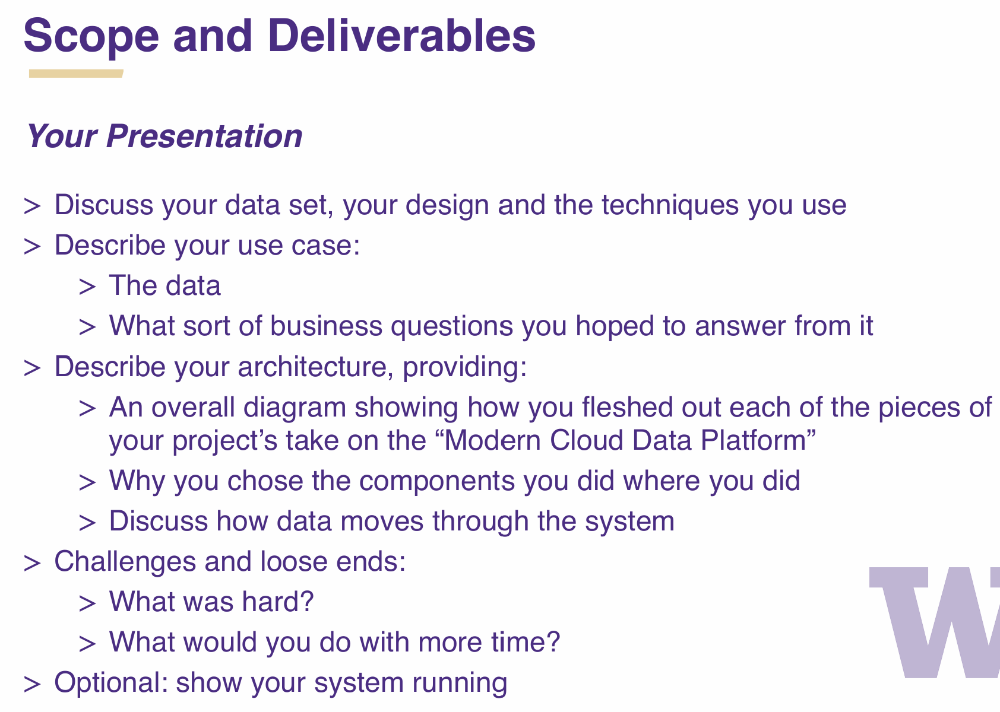 Scope and Deliverables
Your Presentation
> Discuss your data set, your design and the techniques you use
> Describe your use case:
> The data
> What sort of business questions you hoped to answer from it
> Describe your architecture, providing:
> An overall diagram showing how you fleshed out each of the pieces of
your project’s take on the “Modern Cloud Data Platform”
> Why you chose the components you did where you did
> Discuss how data moves through the system
> Challenges and loose ends:
> What was hard?
> What would you do with more time?
> Optional: show your system running
W